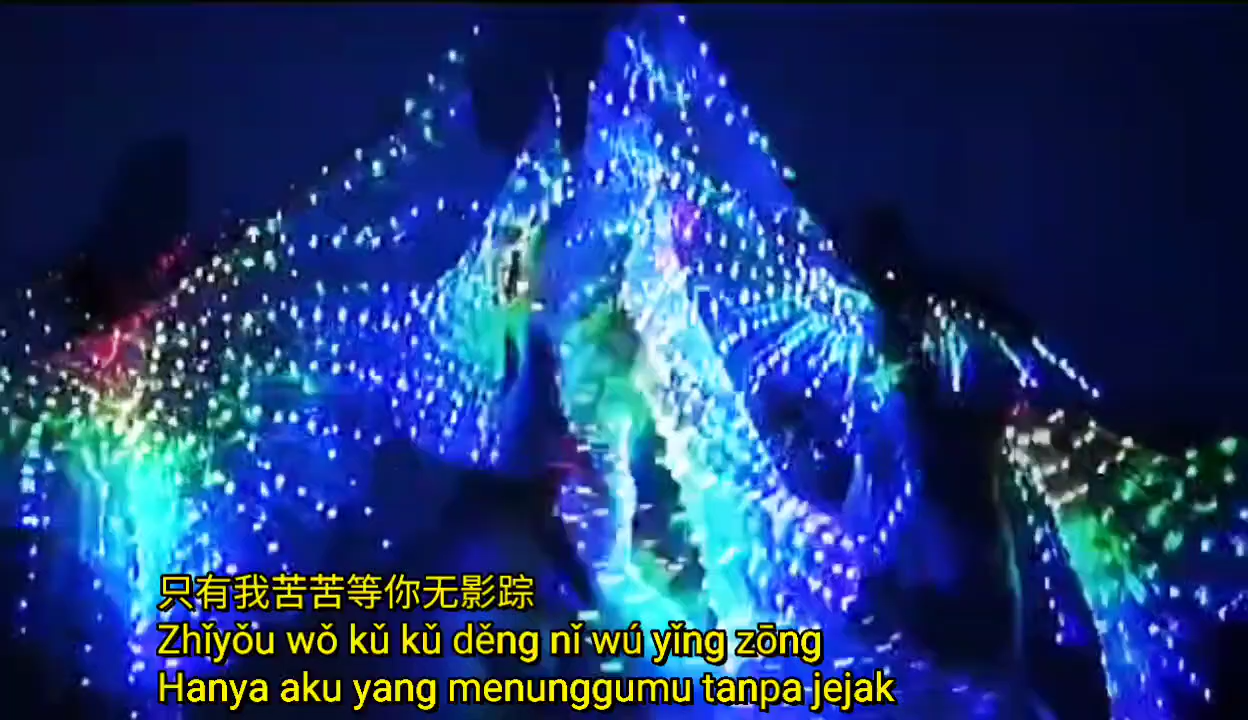 只有我苦苦等你无影踪
Zhǐyǒu wǒ kǔ kǔ děng nǐ wú yǐng zōng
Hanya aku yang menunggumu tanpa jejak